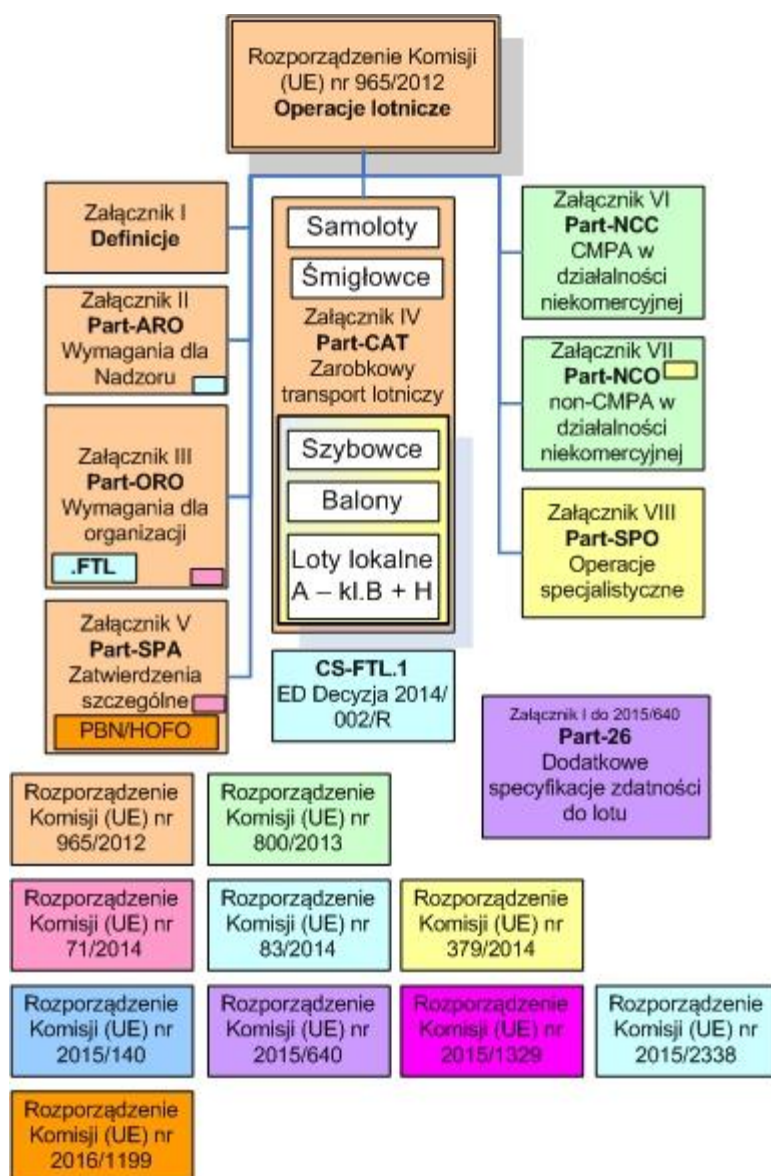 Rozporządzenie Komisji
(UE) nr 965/2012
Operacje lotnicze
Załącznik I
Definicje
Załącznik II
Part-ARO
Wymagania dla
Nadzoru
Załącznik III
Part-ORO
Wymagania dla
organizacji
.FTL
Załącznik V
Part-SPA
Zatwierdzenia
szczególne
PBN/HOFO
Samoloty
Śmigłowce
Załącznik IV
Part-CAT
Zarobkowy
transport lotniczy
Szybowce
Balony
Loty lokalne
A – kl.B + H
CS-FTL.1
ED Decyzja 2014/
002/R
Załącznik VI
Part-NCC
CMPA w
działalności
niekomercyjnej
Załącznik VII
Part-NCO
non-CMPA w
działalności
niekomercyjnej
Załącznik VIII
Part-SPO
Operacje
specjalistyczne
Załącznik I do 2015/640
Part-26
Dodatkowe
specyfikacje zdatności
do lotu
Rozporządzenie
Komisji (UE) nr
965/2012
Rozporządzenie
Komisji (UE) nr
800/2013
Rozporządzenie
Komisji (UE) nr
71/2014
Rozporządzenie
Komisji (UE) nr
83/2014
Rozporządzenie
Komisji (UE) nr
379/2014
Rozporządzenie
Komisji (UE) nr
2015/140
Rozporządzenie
Komisji (UE) nr
2015/640
Rozporządzenie
Komisji (UE) nr
2015/1329
Rozporządzenie
Komisji (UE) nr
2015/2338
Rozporządzenie
Komisji (UE) nr
2016/1199